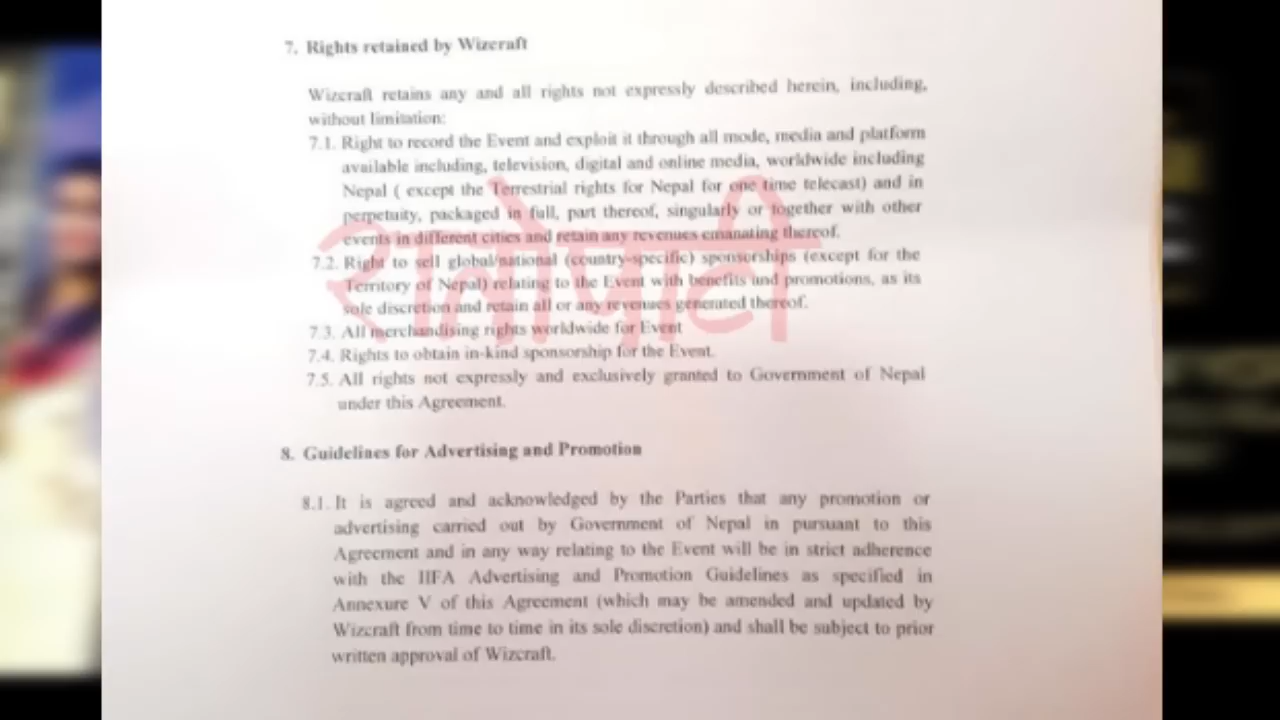 7. Rights retained by Wizcraft
Wizcraft retains any and all rights not expressly described herein, including,
without limitation:
7.1. Right to record the Event and exploit it through all mode, media and platform
available including, television, digital and online media, worldwide including
Nepal ( except the Terrestrial rights for Nepal for one time telecast) and in
perpetuity, packaged in full, part thereof, singularly or together with other
events in different cities and retain any revenues emanating thereof.
रातोपाटी
7.2. Right to sell global/national (country-specific) sponsorships (except for the
Territory of Nepal) relating to the Event with benefits and promotions, as its
sole discretion and retain all or any revenues generated thereof.
7.3. All merchandising rights worldwide for Event
7.4. Rights to obtain in-kind sponsorship for the Event.
7.5. All rights not expressly and exclusively granted to Government of Nepal
under this Agreement.
8. Guidelines for Advertising and Promotion
8.1. It is agreed and acknowledged by the Parties that any promotion or
advertising carried out by Government of Nepal in pursuant to this
Agreement and in any way relating to the Event will be in strict adherence
with the IIFA Advertising and Promotion Guidelines as specified in
Annexure V of this Agreement (which may be amended and updated by
Wizcraft from time to time in its sole discretion) and shall be subject to prior
written approval of Wizcraft.